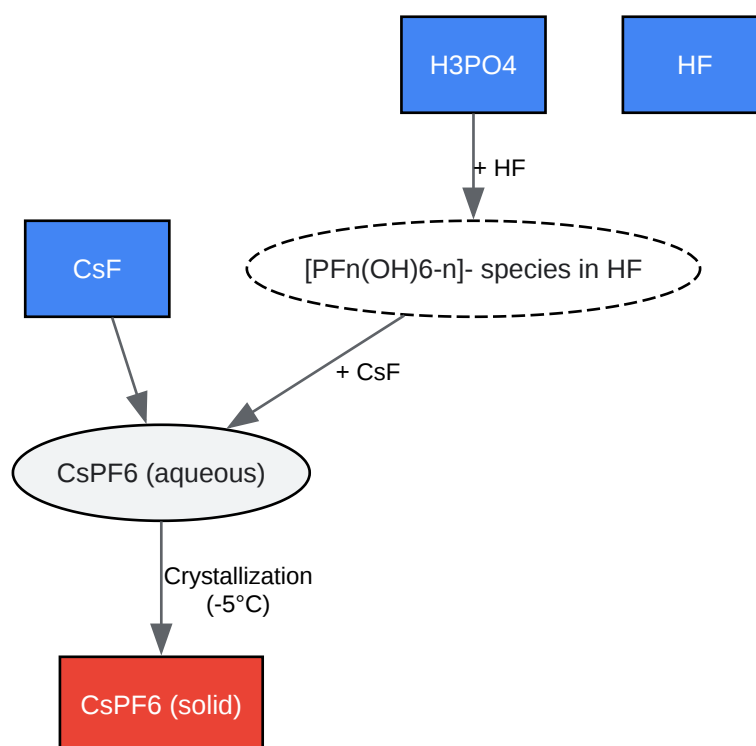 H3PO4
HF
+ HF
CsF
[PFn(OH)6-n]- species in HF
+ CsF
CsPF6 (aqueous)
Crystallization
(-5°C)
CsPF6 (solid)